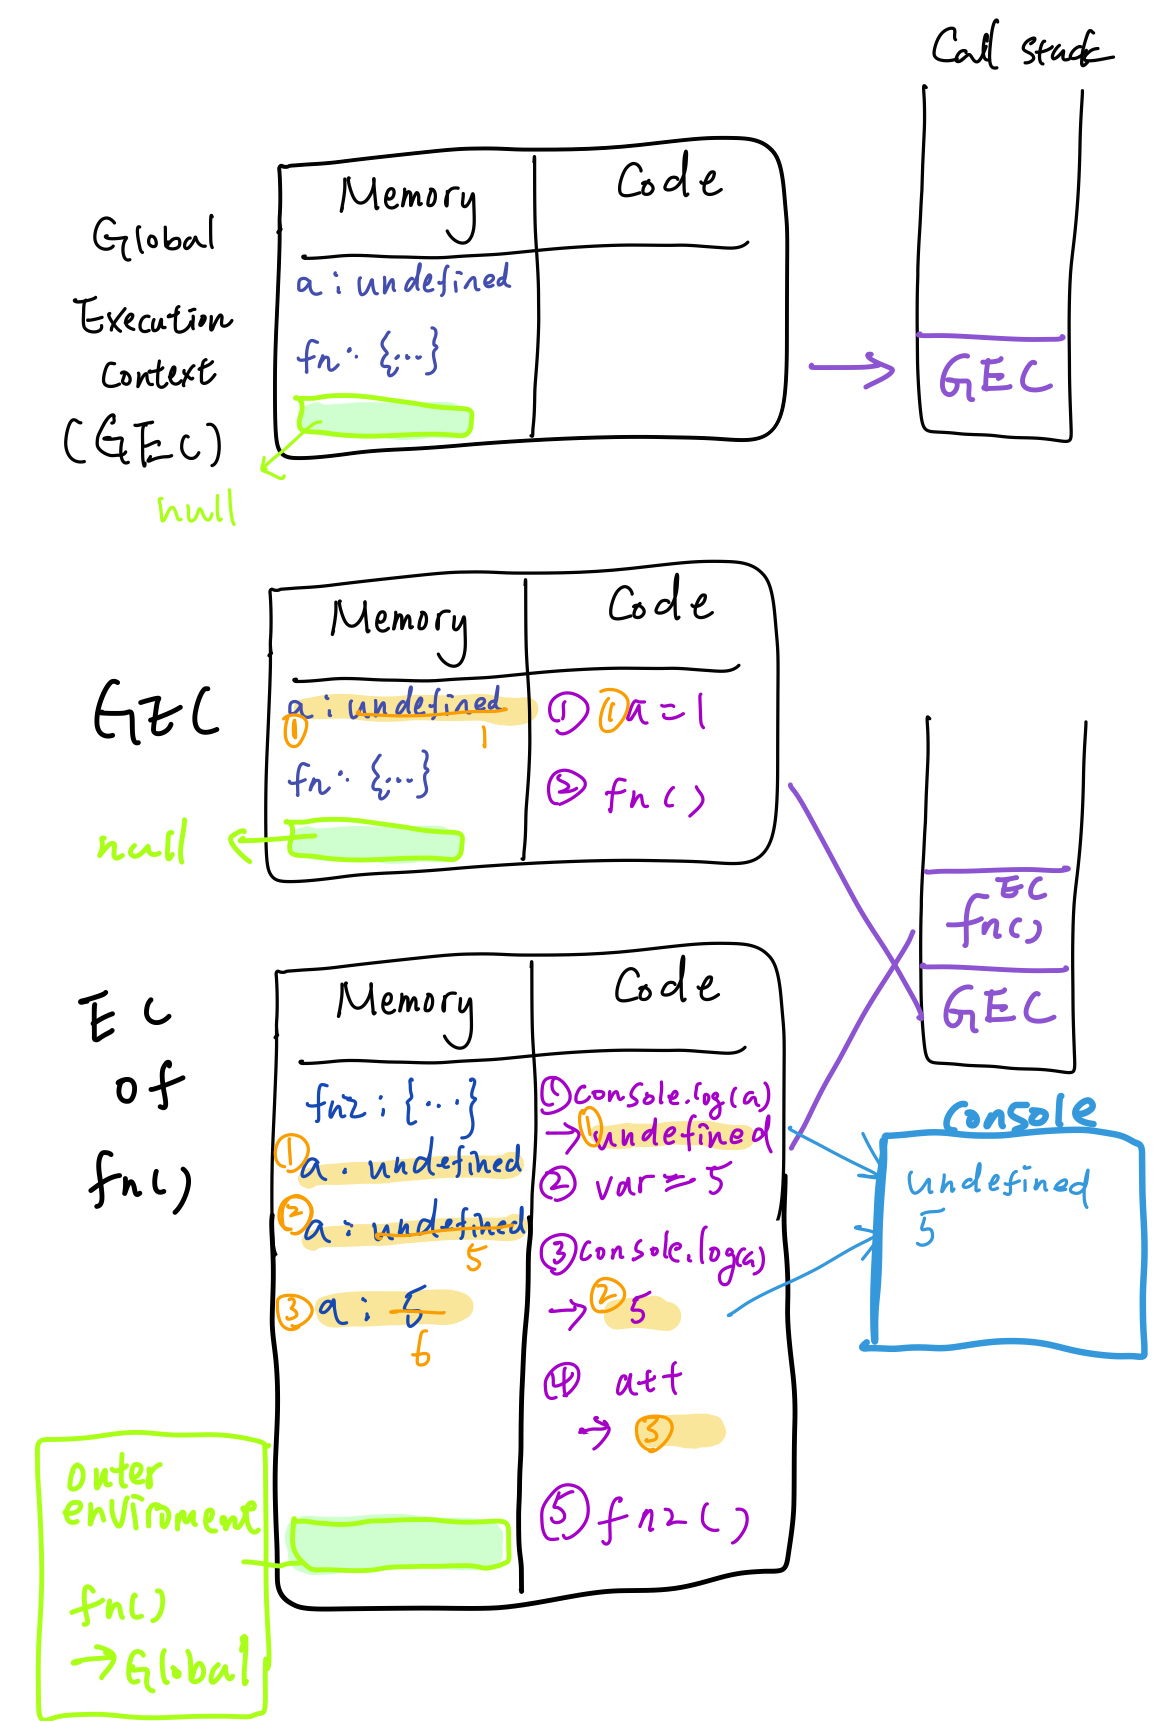 Call stack
Memory
Code
Global
Execution
Context
(GEC)
a : undefined
fn : {...}
null
GEC
Memory
Code
GEC
a : undefined
① 1
fn : {...}
null
① ① a = 1
② fn()
EC
fn()
GEC
EC
of
fn()
Memory
Code
fn2 : {...}
① a : undefined
② a : undefined
5
③ a : 5
6
① console.log(a)
→ ① undefined
② var = 5
③ console.log(a)
→ ② 5
④ a++
→ ③
⑤ fn2()
Console
undefined
5
outer
enviroment
fn()
→ Global